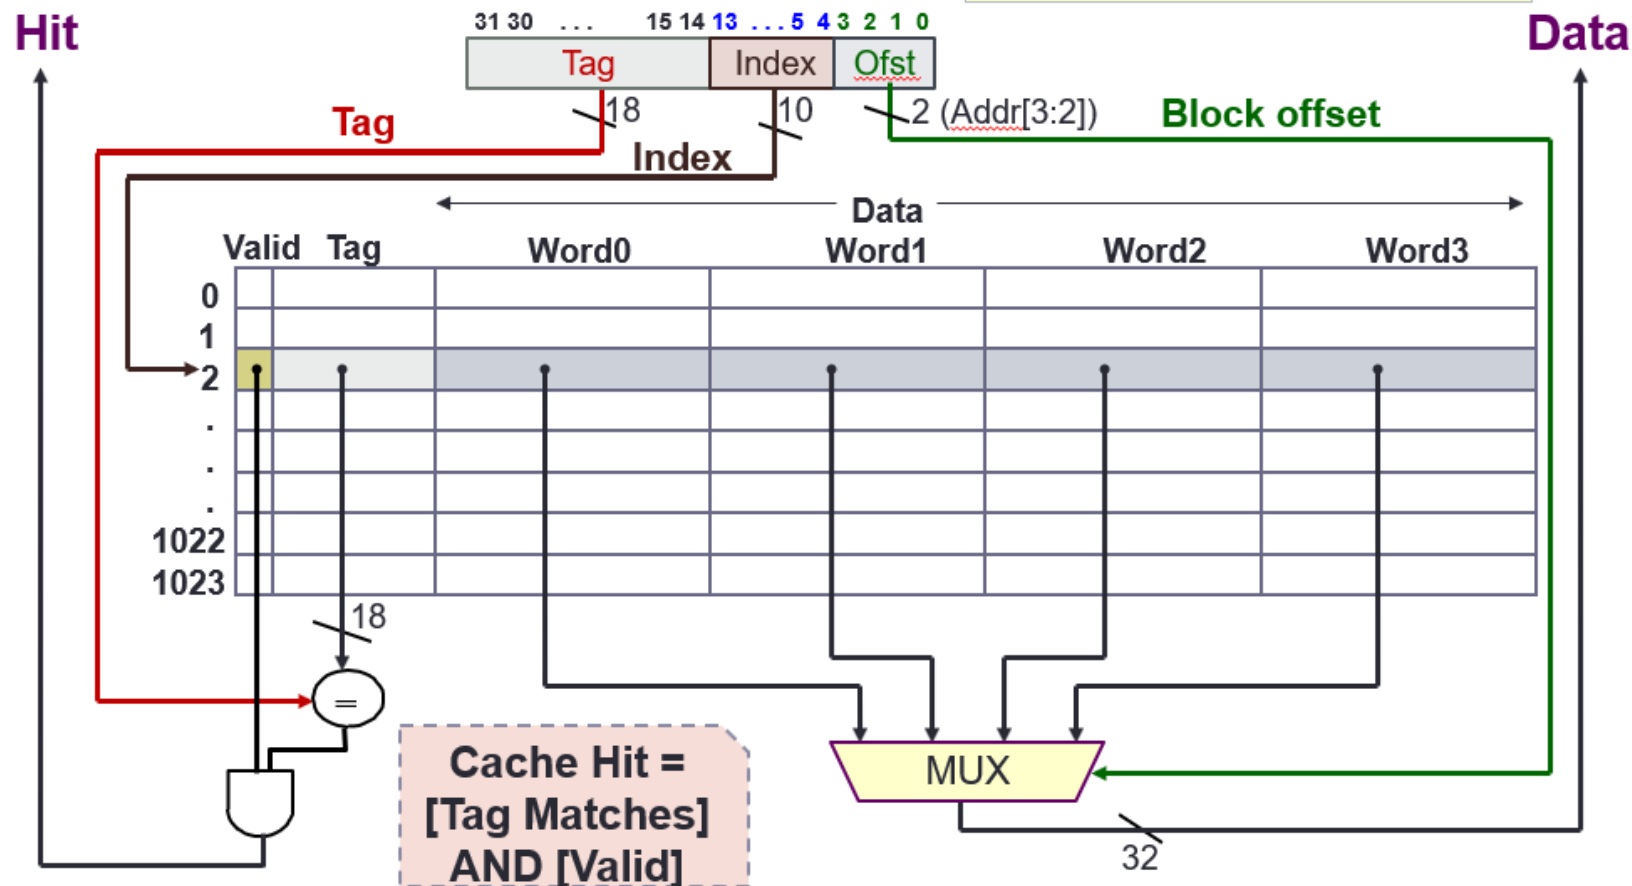 Hit
31 30 ... 15 14 13 ... 5 4 3 2 1 0
Data
Tag Index Ofst
18 10 2 (Addr[3:2])
Tag
Block offset
Index
Data
Valid Tag Word0 Word1 Word2 Word3
0
1
2
.
.
.
1022
1023
18
=
Cache Hit =
[Tag Matches]
AND [Valid]
MUX
32